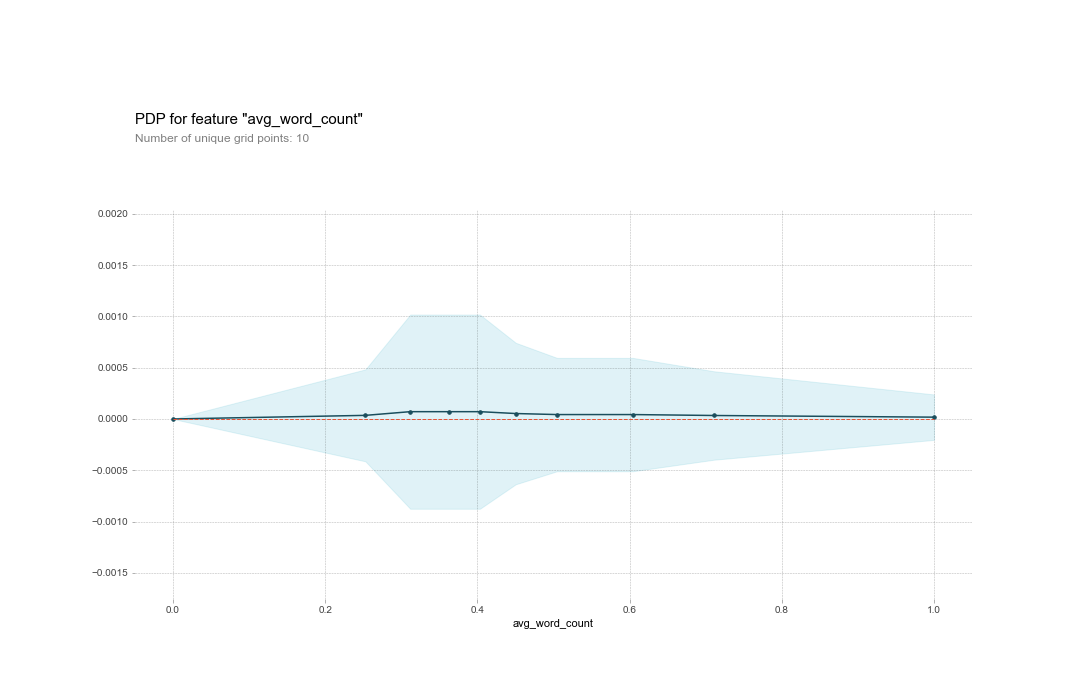 PDP for feature "avg_word_count"
Number of unique grid points: 10
0.0020
0.0015
0.0010
0.0005
0.0000
−0.0005
−0.0010
−0.0015
0.0 0.2 0.4 0.6 0.8 1.0
avg_word_count